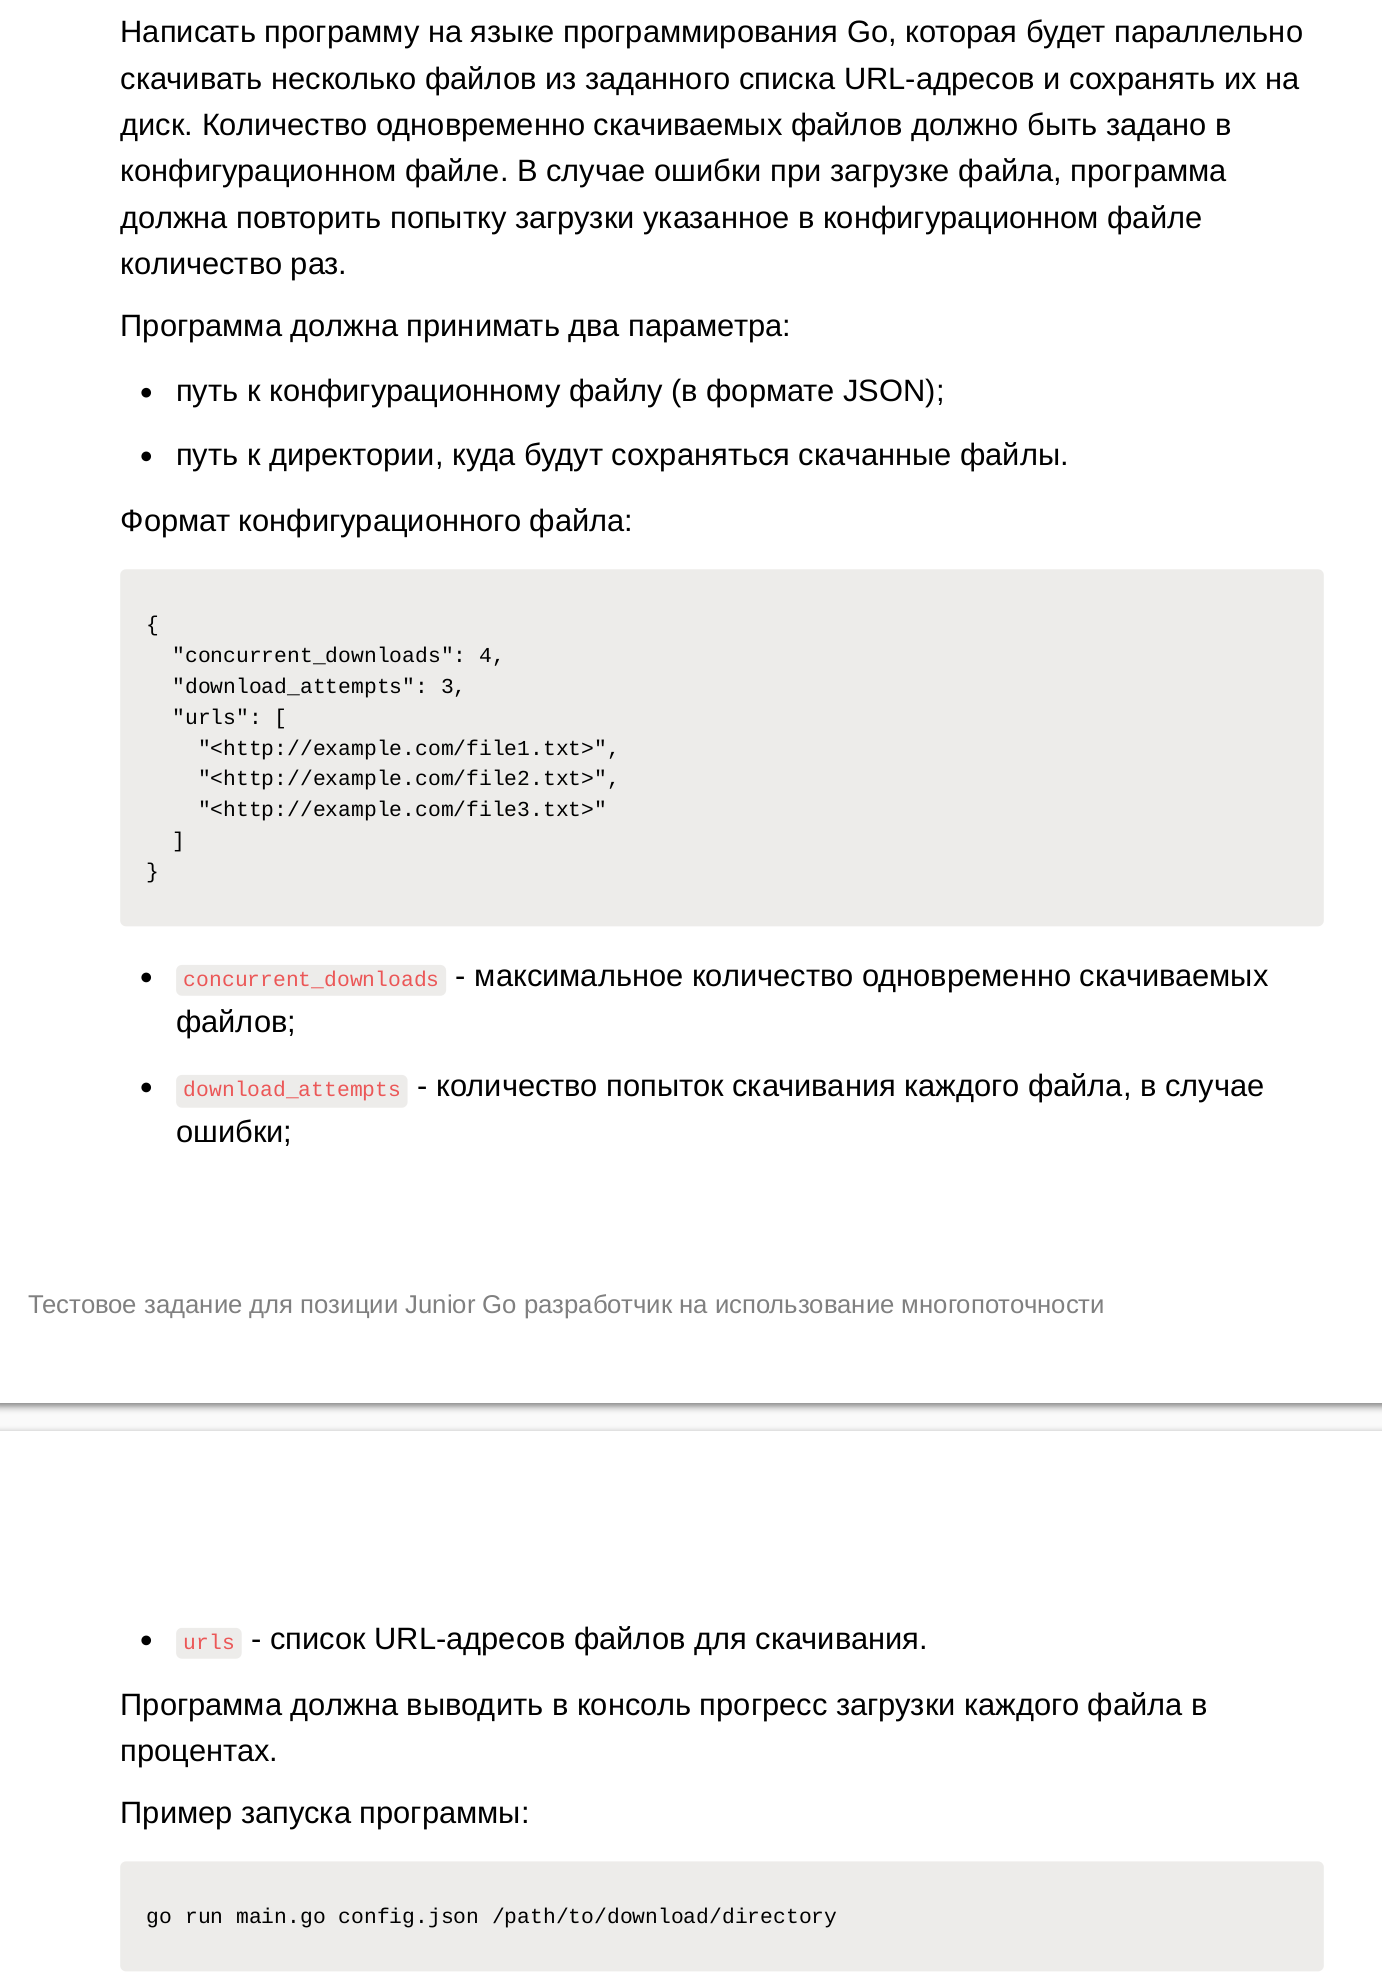 Написать программу на языке программирования Go, которая будет параллельно
скачивать несколько файлов из заданного списка URL-адресов и сохранять их на
диск. Количество одновременно скачиваемых файлов должно быть задано в
конфигурационном файле. В случае ошибки при загрузке файла, программа
должна повторить попытку загрузки указанное в конфигурационном файле
количество раз.
Программа должна принимать два параметра:
• путь к конфигурационному файлу (в формате JSON);
• путь к директории, куда будут сохраняться скачанные файлы.
Формат конфигурационного файла:
{
  "concurrent_downloads": 4,
  "download_attempts": 3,
  "urls": [
    "<http://example.com/file1.txt>",
    "<http://example.com/file2.txt>",
    "<http://example.com/file3.txt>"
  ]
}
• concurrent_downloads - максимальное количество одновременно скачиваемых
файлов;
• download_attempts - количество попыток скачивания каждого файла, в случае
ошибки;
Тестовое задание для позиции Junior Go разработчик на использование многопоточности
• urls - список URL-адресов файлов для скачивания.
Программа должна выводить в консоль прогресс загрузки каждого файла в
процентах.
Пример запуска программы:
go run main.go config.json /path/to/download/directory